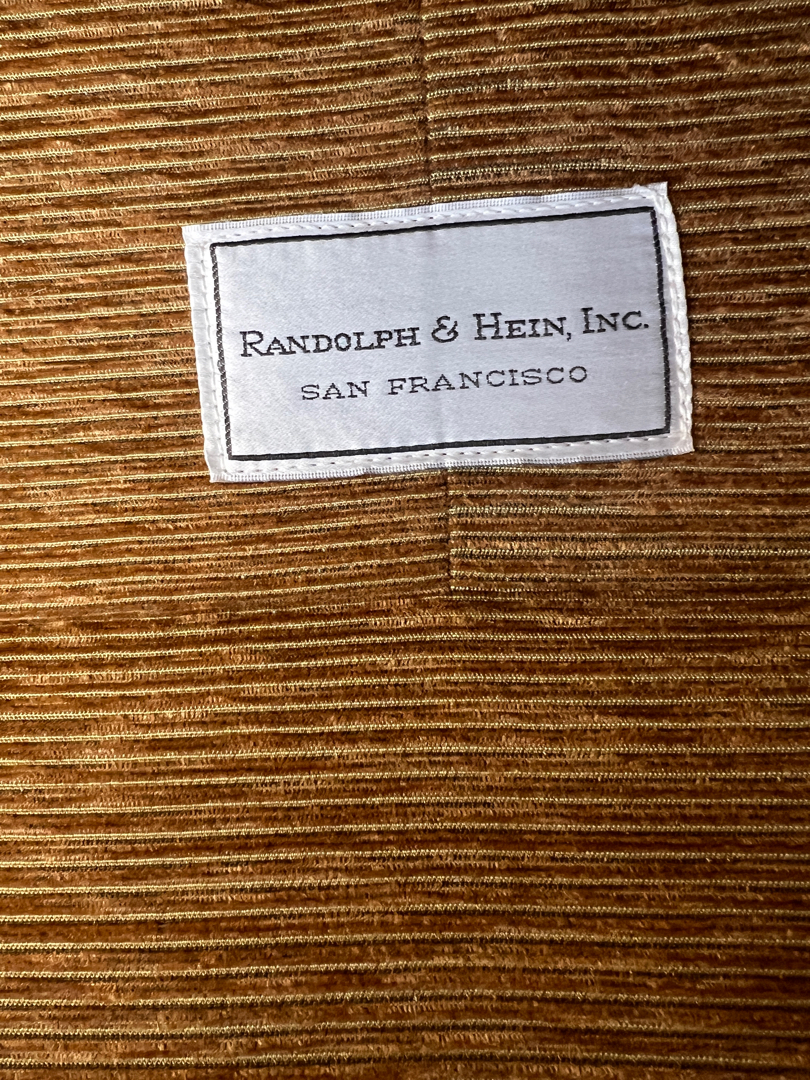 RANDOLPH & HEIN, INC.
SAN FRANCISCO